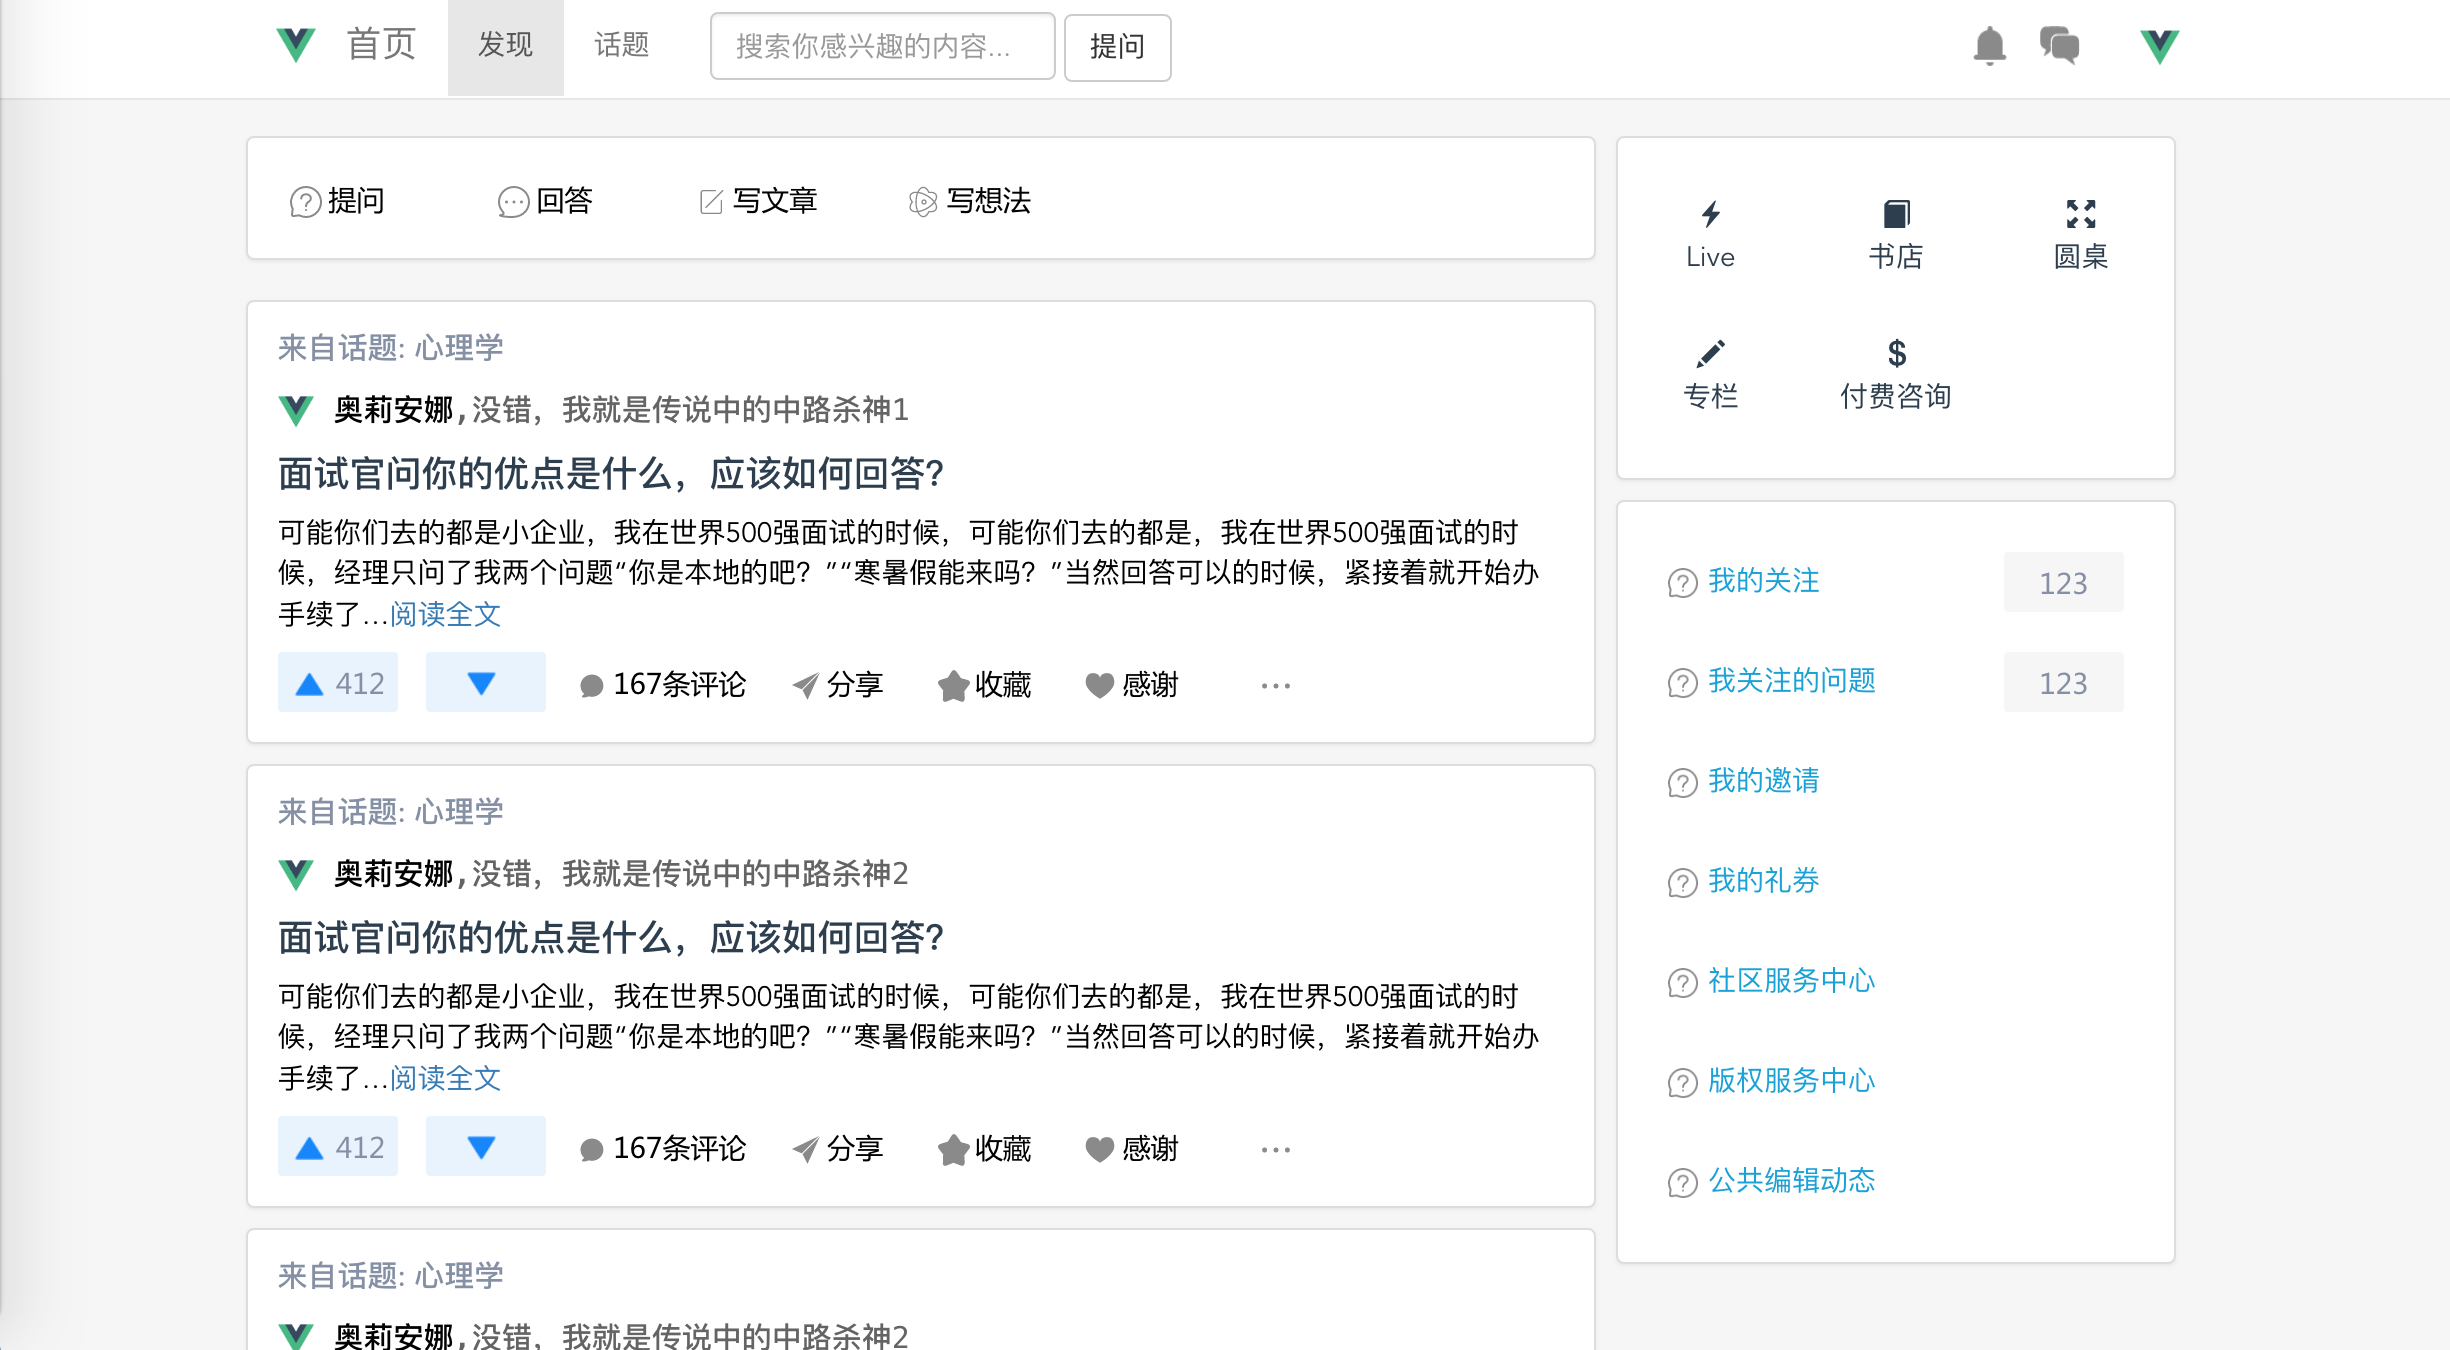 首页 发现 话题 搜索你感兴趣的内容... 提问
提问 回答 写文章 写想法
来自话题: 心理学
奥莉安娜,没错，我就是传说中的中路杀神1
面试官问你的优点是什么，应该如何回答?
可能你们去的都是小企业，我在世界500强面试的时候，可能你们去的都是，我在世界500强面试的时
候，经理只问了我两个问题“你是本地的吧？”“寒暑假能来吗？”当然回答可以的时候，紧接着就开始办
手续了...阅读全文
412 167条评论 分享 收藏 感谢 ...
来自话题: 心理学
奥莉安娜,没错，我就是传说中的中路杀神2
面试官问你的优点是什么，应该如何回答?
可能你们去的都是小企业，我在世界500强面试的时候，可能你们去的都是，我在世界500强面试的时
候，经理只问了我两个问题“你是本地的吧？”“寒暑假能来吗？”当然回答可以的时候，紧接着就开始办
手续了...阅读全文
412 167条评论 分享 收藏 感谢 ...
来自话题: 心理学
奥莉安娜,没错，我就是传说中的中路杀神2
Live 书店 圆桌
专栏 付费咨询
我的关注 123
我关注的问题 123
我的邀请
我的礼券
社区服务中心
版权服务中心
公共编辑动态